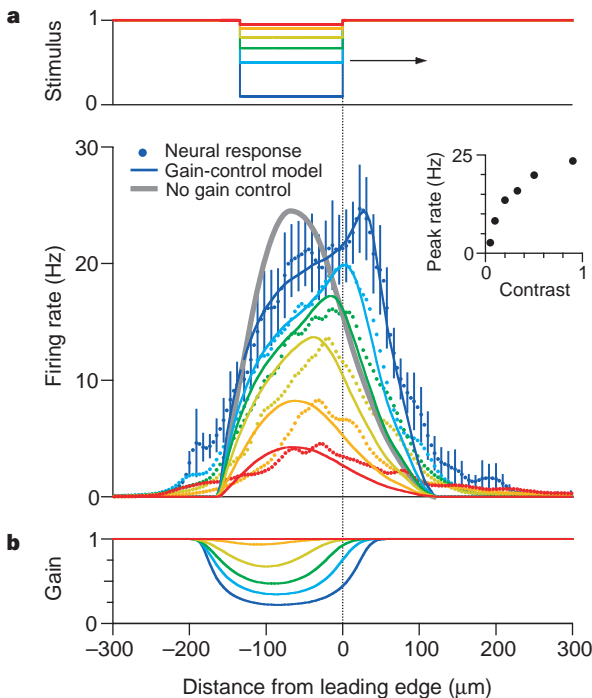 a
Stimulus
1
0
Neural response
Gain-control model
No gain control
Firing rate (Hz)
30
20
10
0
Peak rate (Hz)
25
0
0
1
Contrast
b
Gain
1
0
−300
−200
−100
0
100
200
300
Distance from leading edge (μm)